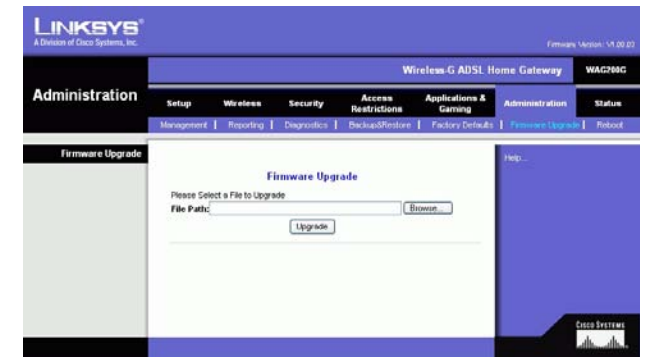 LINKSYS®
A Division of Cisco Systems, Inc.
Firmware Version: V1.00.03
Wireless-G ADSL Home Gateway WAG200G
Administration
Setup Wireless Security Access Restrictions Applications & Gaming Administration Status
Management | Reporting | Diagnostics | Backup&Restore | Factory Defaults | Firmware Upgrade | Reboot
Firmware Upgrade
Help...
Firmware Upgrade
Please Select a File to Upgrade
File Path: Browse...
Upgrade
CISCO SYSTEMS